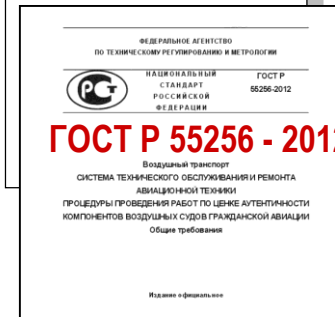 ФЕДЕРАЛЬНОЕ АГЕНТСТВО
ПО ТЕХНИЧЕСКОМУ РЕГУЛИРОВАНИЮ И МЕТРОЛОГИИ
НАЦИОНАЛЬНЫЙ
СТАНДАРТ
РОССИЙСКОЙ
ФЕДЕРАЦИИ
ГОСТ Р
55256-2012
ГОСТ Р 55256 - 2012
Воздушный транспорт
СИСТЕМА ТЕХНИЧЕСКОГО ОБСЛУЖИВАНИЯ И РЕМОНТА
АВИАЦИОННОЙ ТЕХНИКИ
ПРОЦЕДУРЫ ПРОВЕДЕНИЯ РАБОТ ПО ЦЕНКЕ АУТЕНТИЧНОСТИ
КОМПОНЕНТОВ ВОЗДУШНЫХ СУДОВ ГРАЖДАНСКОЙ АВИАЦИИ
Общие требования
Издание официальное